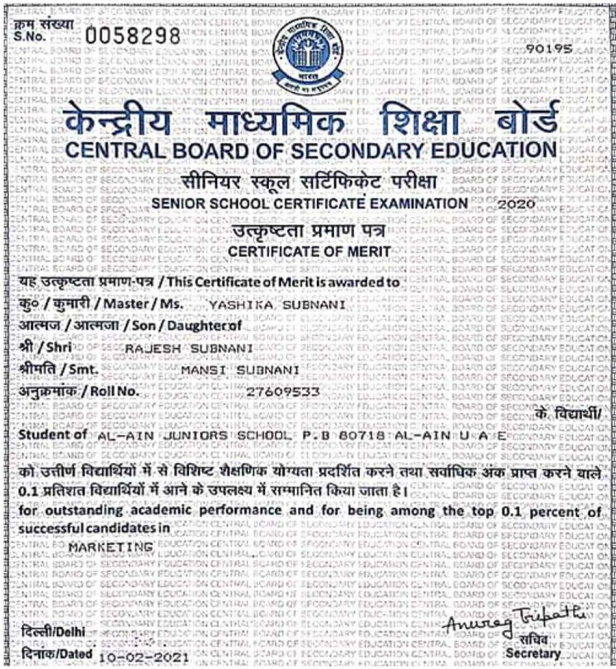 क्रम संख्या
S.No. 0058298
90195
भारत
केन्द्रीय माध्यमिक शिक्षा बोर्ड
CENTRAL BOARD OF SECONDARY EDUCATION
सीनियर स्कूल सर्टिफिकेट परीक्षा
SENIOR SCHOOL CERTIFICATE EXAMINATION 2020
उत्कृष्टता प्रमाण पत्र
CERTIFICATE OF MERIT
यह उत्कृष्टता प्रमाण-पत्र / This Certificate of Merit is awarded to
कु० / कुमारी / Master / Ms. YASHIKA SUBNANI
आत्मज / आत्मजा / Son / Daughter of
श्री / Shri RAJESH SUBNANI
श्रीमति / Smt. MANSI SUBNANI
अनुक्रमांक / Roll No. 27609533
के विद्यार्थी/
Student of AL-AIN JUNIORS SCHOOL P.B 80718 AL-AIN U A E
को उत्तीर्ण विद्यार्थियों में से विशिष्ट शैक्षणिक योग्यता प्रदर्शित करने तथा सर्वाधिक अंक प्राप्त करने वाले
0.1 प्रतिशत विद्यार्थियों में आने के उपलक्ष्य में सम्मानित किया जाता है।
for outstanding academic performance and for being among the top 0.1 percent of
successful candidates in
MARKETING
Anurag Tripathi
दिल्ली/Delhi
सचिव
दिनांक/Dated 10-02-2021
Secretary